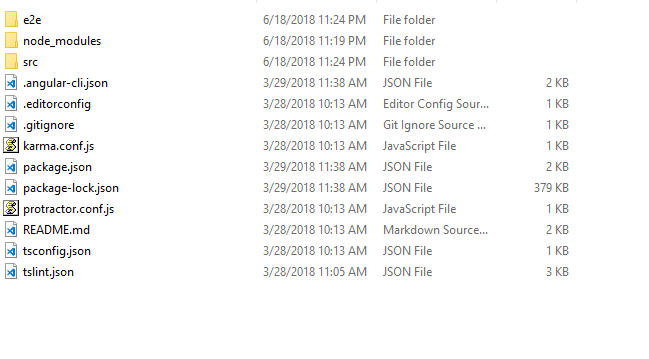 e2e 6/18/2018 11:24 PM File folder
node_modules 6/18/2018 11:19 PM File folder
src 6/18/2018 11:24 PM File folder
.angular-cli.json 3/29/2018 11:38 AM JSON File 2 KB
.editorconfig 3/28/2018 10:13 AM Editor Config Sour... 1 KB
.gitignore 3/28/2018 10:13 AM Git Ignore Source ... 1 KB
karma.conf.js 3/28/2018 10:13 AM JavaScript File 1 KB
package.json 3/29/2018 11:38 AM JSON File 2 KB
package-lock.json 3/29/2018 11:38 AM JSON File 379 KB
protractor.conf.js 3/28/2018 10:13 AM JavaScript File 1 KB
README.md 3/28/2018 10:13 AM Markdown Source... 1 KB
tsconfig.json 3/28/2018 10:13 AM JSON File 1 KB
tslint.json 3/28/2018 11:05 AM JSON File 3 KB